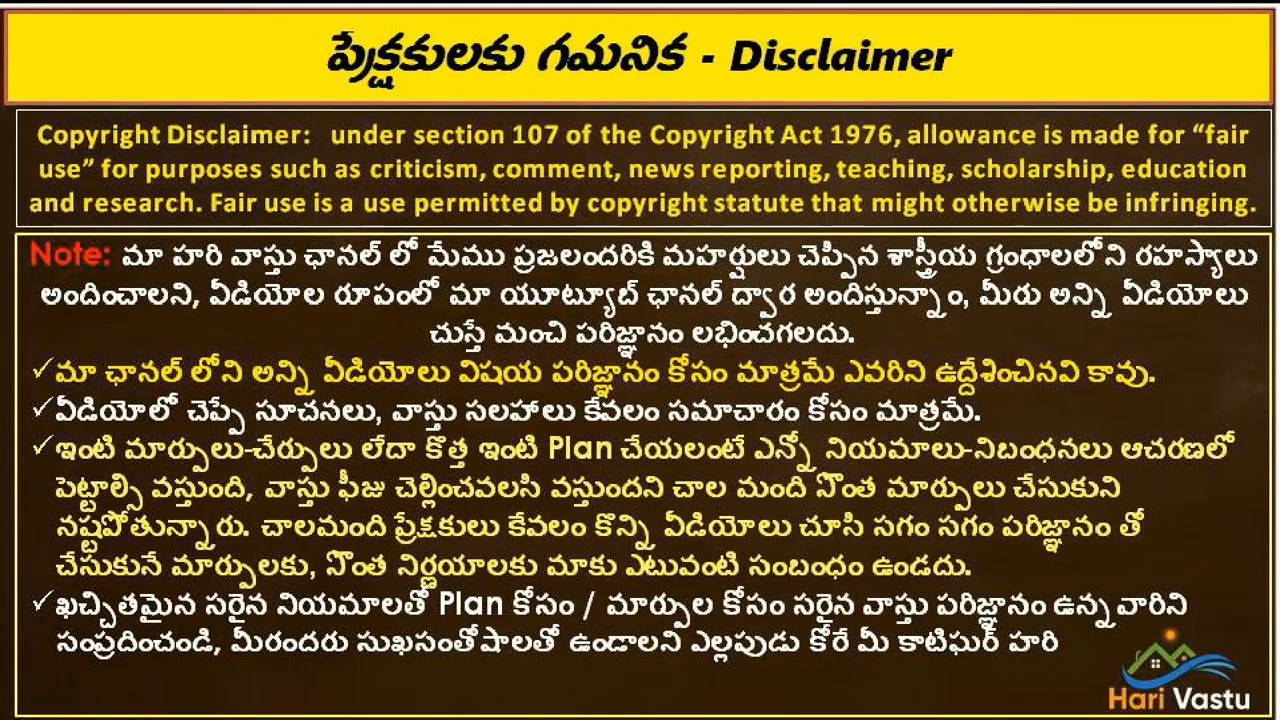 ప్రేక్షకులకు గమనిక - Disclaimer
Copyright Disclaimer: under section 107 of the Copyright Act 1976, allowance is made for “fair
use” for purposes such as criticism, comment, news reporting, teaching, scholarship, education
and research. Fair use is a use permitted by copyright statute that might otherwise be infringing.
Note: మా హరి వాస్తు ఛానల్ లో మేము ప్రజలందరికి మహర్షులు చెప్పిన శాస్త్రీయ గ్రంధాలలోని రహస్యాలు
అందించాలని, వీడియోల రూపంలో మా యూట్యూబ్ ఛానల్ ద్వార అందిస్తున్నాం, మీరు అన్ని వీడియోలు
చుస్తే మంచి పరిజ్ఞానం లభించగలదు.
✓మా ఛానల్ లోని అన్ని వీడియోలు విషయ పరిజ్ఞానం కోసం మాత్రమే ఎవరిని ఉద్దేశించినవి కావు.
✓వీడియోలో చెప్పే సూచనలు, వాస్తు సలహాలు కేవలం సమాచారం కోసం మాత్రమే.
✓ఇంటి మార్పులు-చేర్పులు లేదా కొత్త ఇంటి Plan చేయలంటే ఎన్నో నియమాలు-నిబంధనలు ఆచరణలో
పెట్టాల్సి వస్తుంది, వాస్తు ఫీజు చెల్లించవలసి వస్తుందని చాల మంది సొంత మార్పులు చేసుకుని
నష్టపోతున్నారు. చాలమంది ప్రేక్షకులు కేవలం కొన్ని వీడియోలు చూసి సగం సగం పరిజ్ఞానం తో
చేసుకునే మార్పులకు, సొంత నిర్ణయాలకు మాకు ఎటువంటి సంబంధం ఉండదు.
✓ఖచ్చితమైన సరైన నియమాలతో Plan కోసం / మార్పుల కోసం సరైన వాస్తు పరిజ్ఞానం ఉన్నవారిని
సంప్రదించండి, మీరందరు సుఖసంతోషాలతో ఉండాలని ఎల్లపుడు కోరే మీ కాటిఘర్ హరి
Hari Vastu